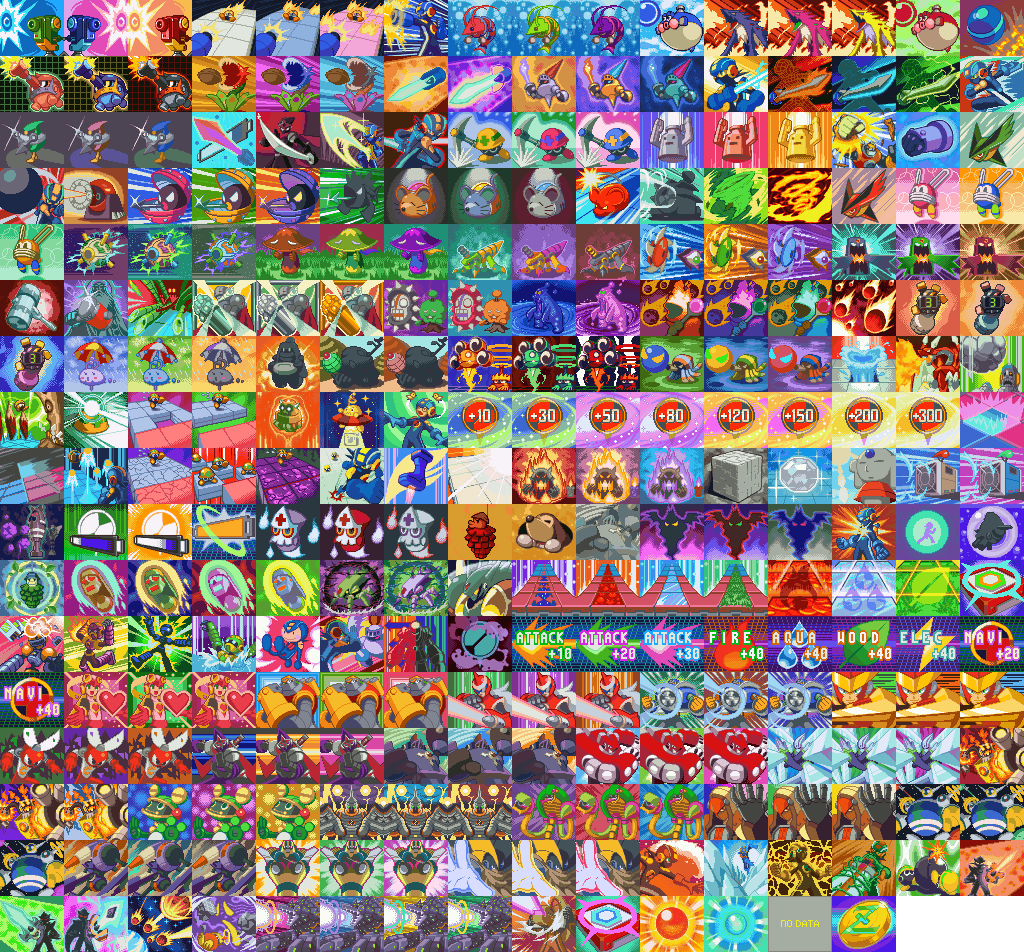 +10 +30 +50 +80 +120 +150 +200 +300
ATTACK +10
ATTACK +20
ATTACK +30
FIRE +40
AQUA +40
WOOD +40
ELEC +40
NAVI +20
NAVI +40
NO DATA